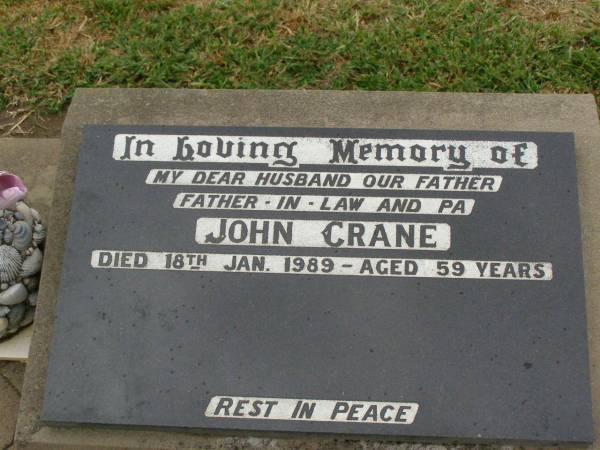 In Loving Memory of
MY DEAR HUSBAND OUR FATHER
FATHER - IN - LAW AND PA
JOHN CRANE
DIED 18TH JAN. 1989 - AGED 59 YEARS
REST IN PEACE